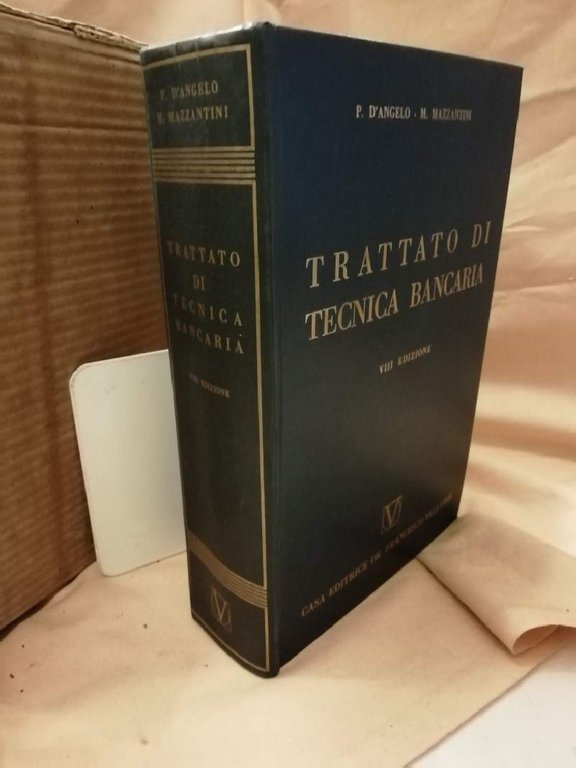 P. D'ANGELO
M. MAZZANTINI
TRATTATO
DI
TECNICA
BANCARIA
VIII EDIZIONE
V
P. D'ANGELO - M. MAZZANTINI
TRATTATO DI
TECNICA BANCARIA
VIII EDIZIONE
V
CASA EDITRICE DR. FRANCESCO VALLARDI